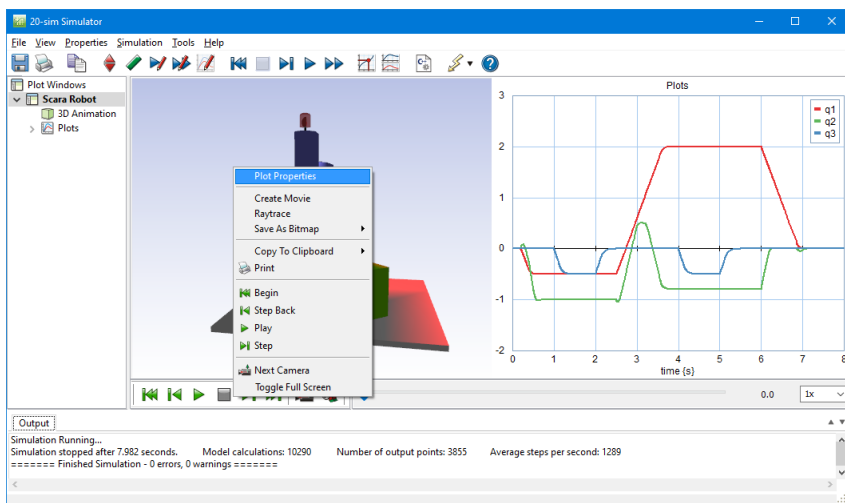 20-sim Simulator
File View Properties Simulation Tools Help
Plot Windows
Scara Robot
3D Animation
Plots
Plot Properties
Create Movie
Raytrace
Save As Bitmap
Copy To Clipboard
Print
Begin
Step Back
Play
Step
Next Camera
Toggle Full Screen
Plots
q1
q2
q3
3
2
1
0
-1
-2
0 1 2 3 4 5 6 7 8
time {s}
0.0 1x
Output
Simulation Running...
Simulation stopped after 7.982 seconds. Model calculations: 10290 Number of output points: 3855 Average steps per second: 1289
======= Finished Simulation - 0 errors, 0 warnings =======